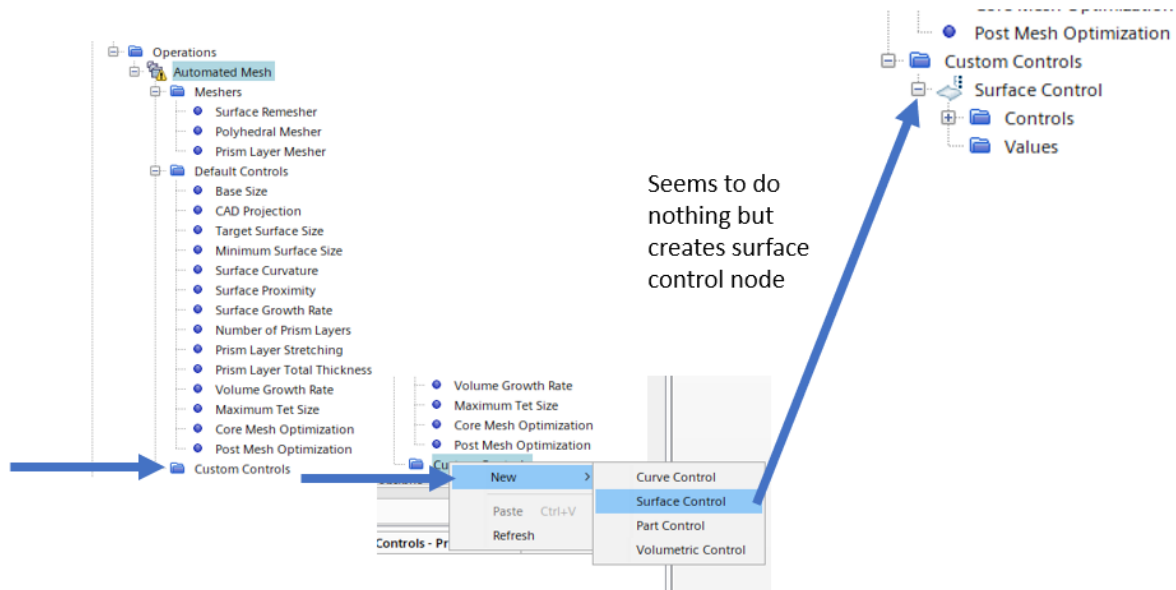 Operations
Automated Mesh
Meshers
Surface Remesher
Polyhedral Mesher
Prism Layer Mesher
Default Controls
Base Size
CAD Projection
Target Surface Size
Minimum Surface Size
Surface Curvature
Surface Proximity
Surface Growth Rate
Number of Prism Layers
Prism Layer Stretching
Prism Layer Total Thickness
Volume Growth Rate
Maximum Tet Size
Core Mesh Optimization
Post Mesh Optimization
Custom Controls
Volume Growth Rate
Maximum Tet Size
Core Mesh Optimization
Post Mesh Optimization
New
Paste Ctrl+V
Refresh
Controls - Pr
Curve Control
Surface Control
Part Control
Volumetric Control
Seems to do
nothing but
creates surface
control node
Post Mesh Optimization
Custom Controls
Surface Control
Controls
Values